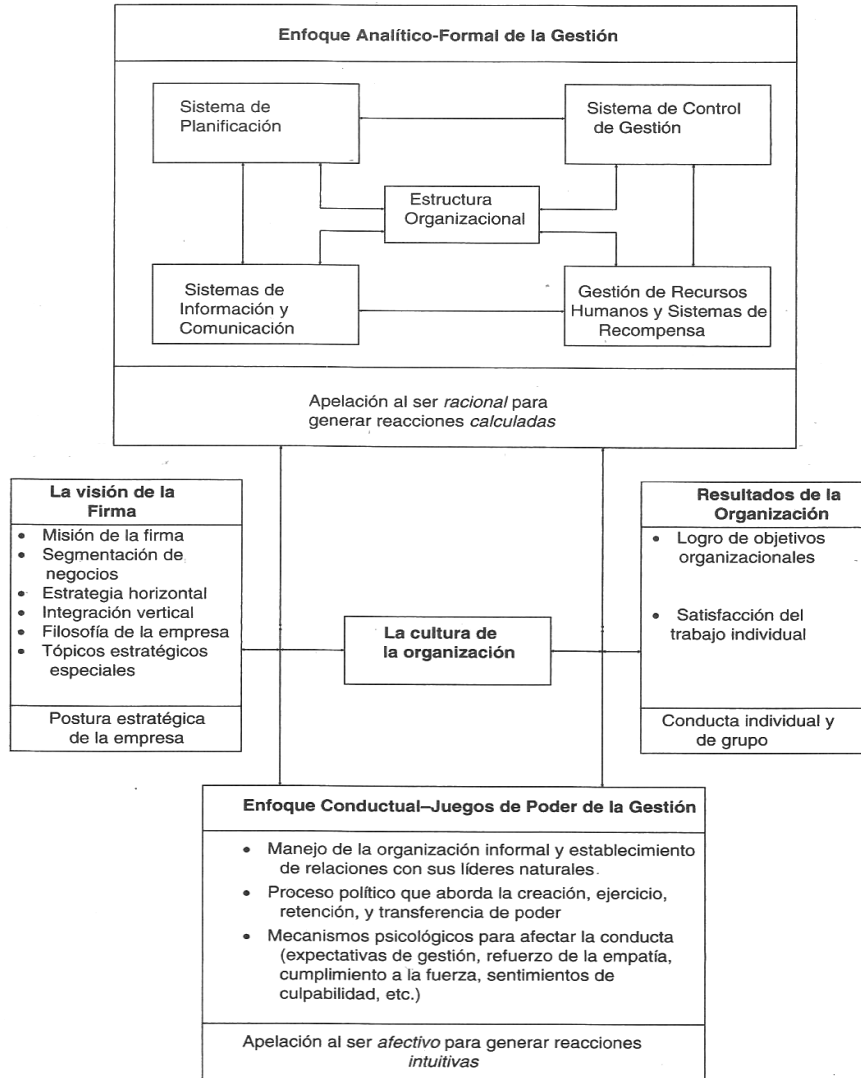 Enfoque Analítico-Formal de la Gestión
Sistema de
Planificación
Sistema de Control
de Gestión
Estructura
Organizacional
Sistemas de
Información y
Comunicación
Gestión de Recursos
Humanos y Sistemas de
Recompensa
Apelación al ser racional para
generar reacciones calculadas
La visión de la
Firma
• Misión de la firma
• Segmentación de
negocios
• Estrategia horizontal
• Integración vertical
• Filosofía de la empresa
• Tópicos estratégicos
especiales
Postura estratégica
de la empresa
La cultura de
la organización
Resultados de la
Organización
• Logro de objetivos
organizacionales
• Satisfacción del
trabajo individual
Conducta individual y
de grupo
Enfoque Conductual–Juegos de Poder de la Gestión
• Manejo de la organización informal y establecimiento
de relaciones con sus líderes naturales.
• Proceso político que aborda la creación, ejercicio,
retención, y transferencia de poder
• Mecanismos psicológicos para afectar la conducta
(expectativas de gestión, refuerzo de la empatía,
cumplimiento a la fuerza, sentimientos de
culpabilidad, etc.)
Apelación al ser afectivo para generar reacciones
intuitivas